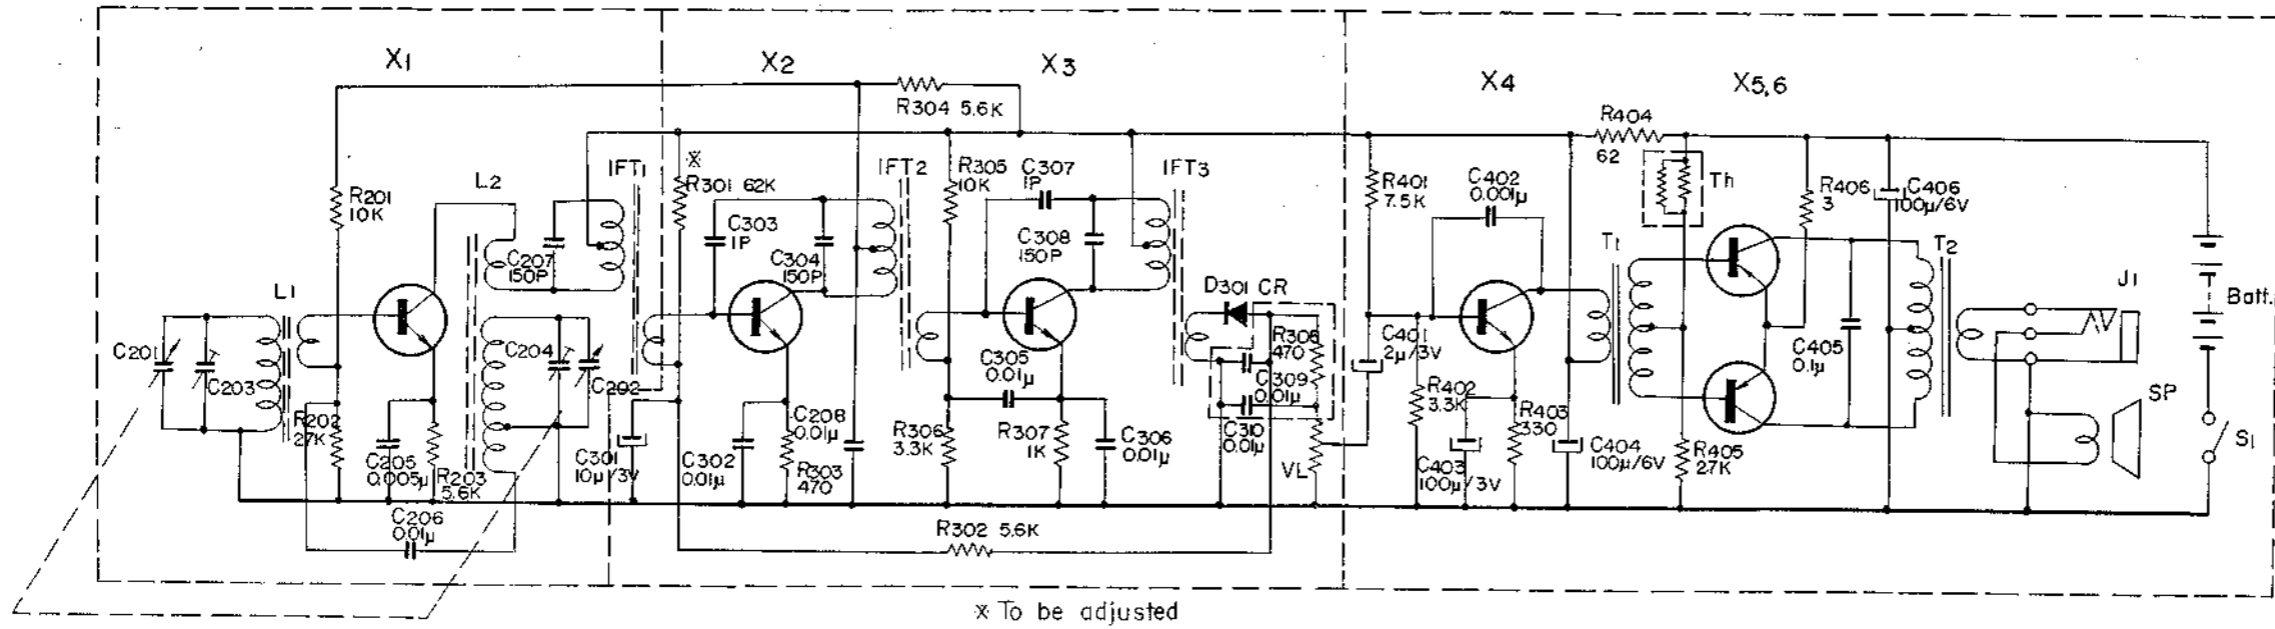 X1
X2
X3
X4
X5,6
R304 5.6K
R404
62
Th
R201
10K
L2
IFT1
※
R301 62K
C303
1P
IFT2
R305
10K
C307
1P
IFT3
R401
7.5K
C402
0.001μ
R406
3
C406
100μ/6V
C207
150P
C304
150P
C308
150P
T1
T2
J1
Batt.
L1
D301 CR
C201
C203
C204
C202
C305
0.01μ
R308
470
C401
2μ/3V
C405
0.1μ
C309
0.01μ
R402
3.3K
SP
R202
27K
C205
0.005μ
R203
5.6K
C301
10μ/3V
C302
0.01μ
C208
0.01μ
R303
470
R306
3.3K
R307
1K
C306
0.01μ
C310
0.01μ
VL
C403
100μ/3V
R403
330
C404
100μ/6V
R405
27K
S1
C206
0.01μ
R302 5.6K
※ To be adjusted